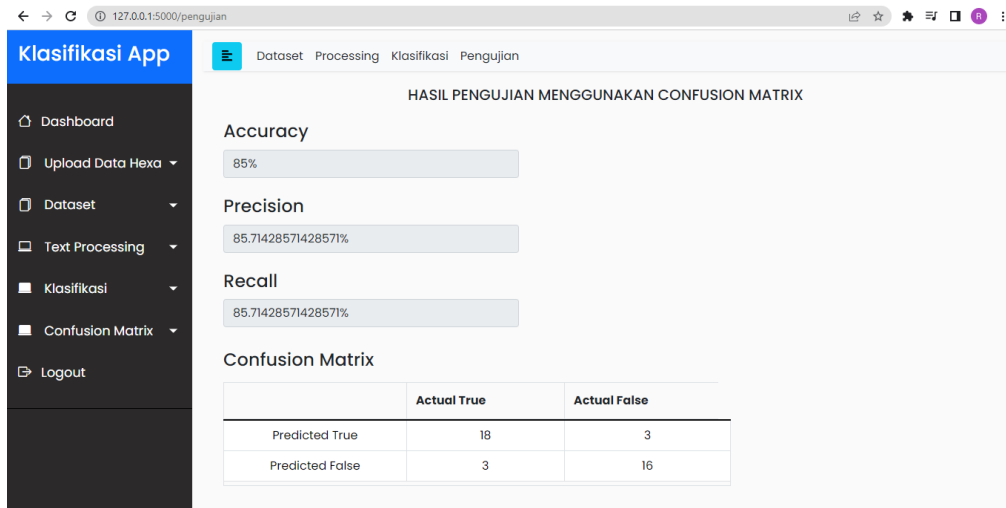 127.0.0.1:5000/pengujian
R
Klasifikasi App
Dataset Processing Klasifikasi Pengujian
Dashboard
Upload Data Hexa
Dataset
Text Processing
Klasifikasi
Confusion Matrix
Logout
HASIL PENGUJIAN MENGGUNAKAN CONFUSION MATRIX
Accuracy
85%
Precision
85.71428571428571%
Recall
85.71428571428571%
Confusion Matrix
Actual True Actual False
Predicted True 18 3
Predicted False 3 16